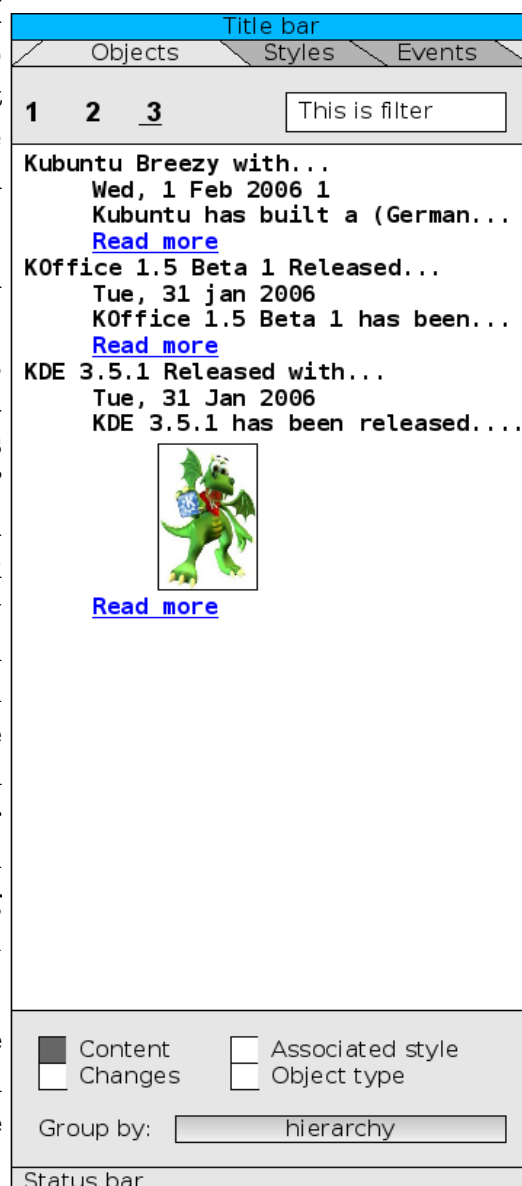 Title bar
Objects Styles Events
1 2 3 This is filter
Kubuntu Breezy with...
Wed, 1 Feb 2006 1
Kubuntu has built a (German...
Read more
KOffice 1.5 Beta 1 Released...
Tue, 31 jan 2006
KOffice 1.5 Beta 1 has been...
Read more
KDE 3.5.1 Released with...
Tue, 31 Jan 2006
KDE 3.5.1 has been released....
K
Read more
Content Associated style
Changes Object type
Group by: hierarchy
Status bar